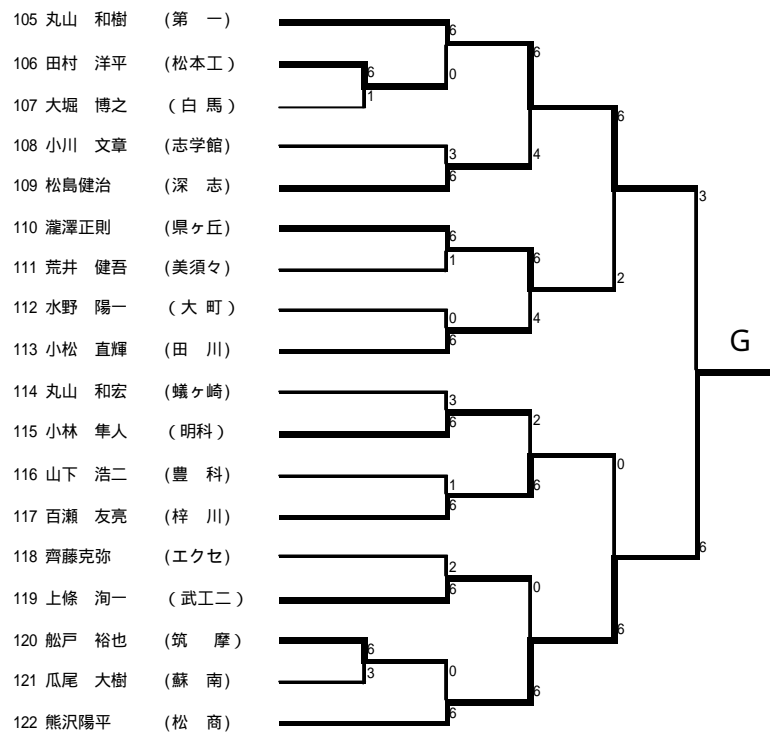 105 丸山 和樹 (第 一)
6
6
106 田村 洋平 (松本工)
6
0
107 大堀 博之 (白 馬)
1
6
108 小川 文章 (志学館)
3
4
109 松島健治 (深 志)
6
3
110 瀧澤正則 (県ヶ丘)
6
111 荒井 健吾 (美須々)
1
6
2
112 水野 陽一 (大 町)
0
4
113 小松 直輝 (田 川)
6
G
114 丸山 和宏 (蟻ヶ崎)
3
2
115 小林 隼人 (明科)
6
0
116 山下 浩二 (豊 科)
1
6
117 百瀬 友亮 (梓 川)
6
6
118 齊藤克弥 (エクセ)
2
0
119 上條 洵一 (武工二)
6
120 舩戸 裕也 (筑 摩)
6
6
121 瓜尾 大樹 (蘇 南)
3
0
6
122 熊沢陽平 (松 商)
6